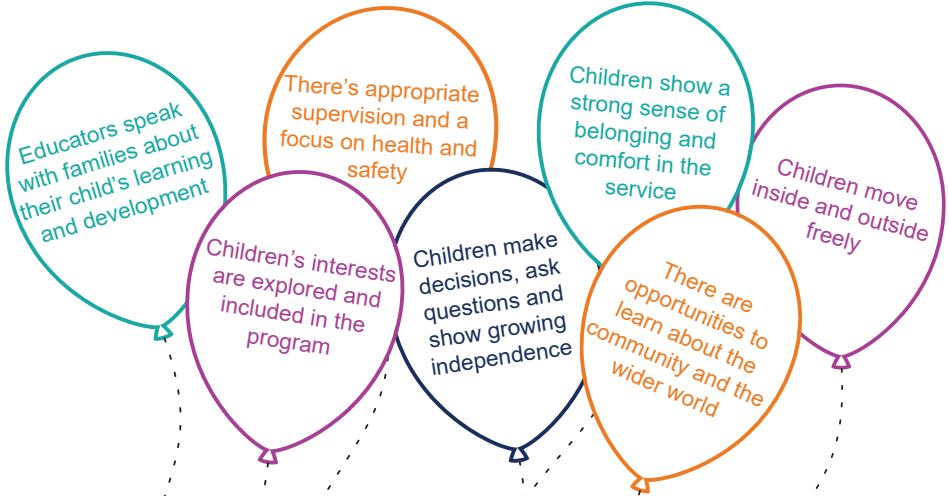 Educators speak
with families about
their child's learning
and development
There's appropriate
supervision and a
focus on health and
safety
Children show a
strong sense of
belonging and
comfort in the
service
Children move
inside and outside
freely
Children's interests
are explored and
included in the
program
Children make
decisions, ask
questions and
show growing
independence
There are
opportunities to
learn about the
community and the
wider world